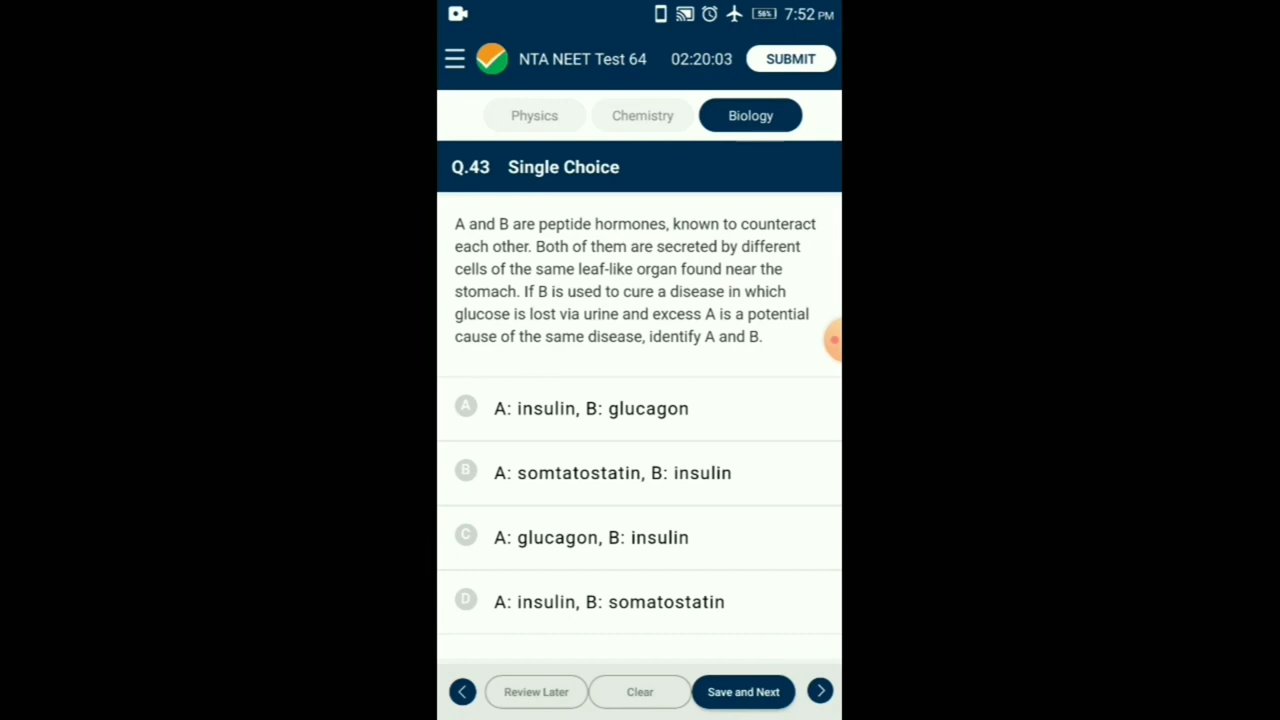 56% 7:52 PM
NTA NEET Test 64 02:20:03 SUBMIT
Physics Chemistry Biology
Q.43 Single Choice
A and B are peptide hormones, known to counteract
each other. Both of them are secreted by different
cells of the same leaf-like organ found near the
stomach. If B is used to cure a disease in which
glucose is lost via urine and excess A is a potential
cause of the same disease, identify A and B.
A A: insulin, B: glucagon
B A: somtatostatin, B: insulin
C A: glucagon, B: insulin
D A: insulin, B: somatostatin
Review Later Clear Save and Next